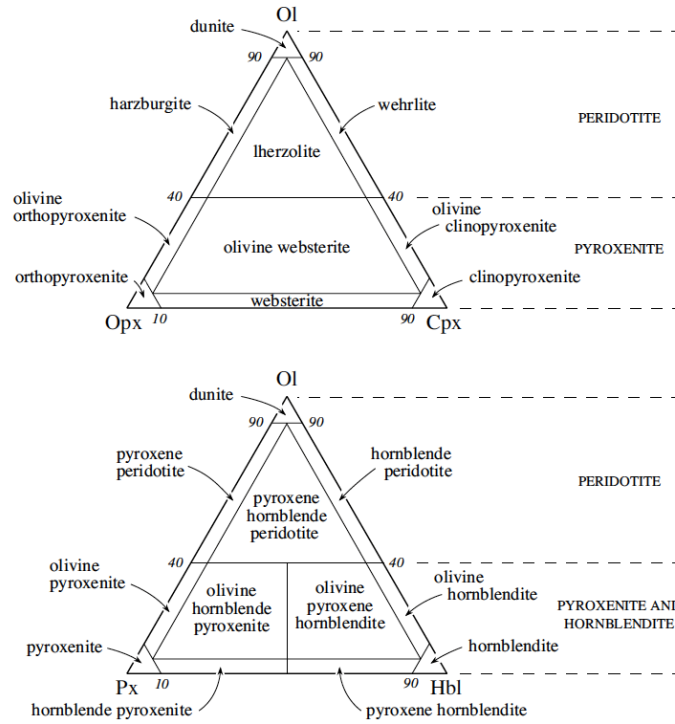 Ol
dunite
90
90
harzburgite
wehrlite
PERIDOTITE
lherzolite
40
40
olivine
orthopyroxenite
olivine
clinopyroxenite
olivine websterite
PYROXENITE
orthopyroxenite
clinopyroxenite
websterite
Opx
10
90
Cpx
Ol
dunite
90
90
pyroxene
peridotite
hornblende
peridotite
PERIDOTITE
pyroxene
hornblende
peridotite
40
40
olivine
pyroxenite
olivine
hornblende
pyroxenite
olivine
pyroxene
hornblendite
olivine
hornblendite
PYROXENITE AND
HORNBLENDITE
pyroxenite
hornblendite
Px
10
90
Hbl
hornblende pyroxenite
pyroxene hornblendite